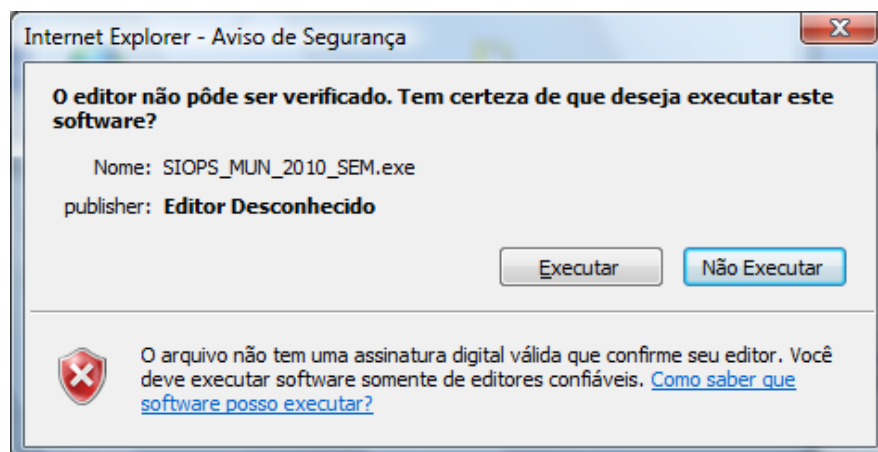 Internet Explorer - Aviso de Segurança
O editor não pôde ser verificado. Tem certeza de que deseja executar este
software?
Nome: SIOPS_MUN_2010_SEM.exe
publisher: Editor Desconhecido
Executar
Não Executar
O arquivo não tem uma assinatura digital válida que confirme seu editor. Você
deve executar software somente de editores confiáveis. Como saber que
software posso executar?